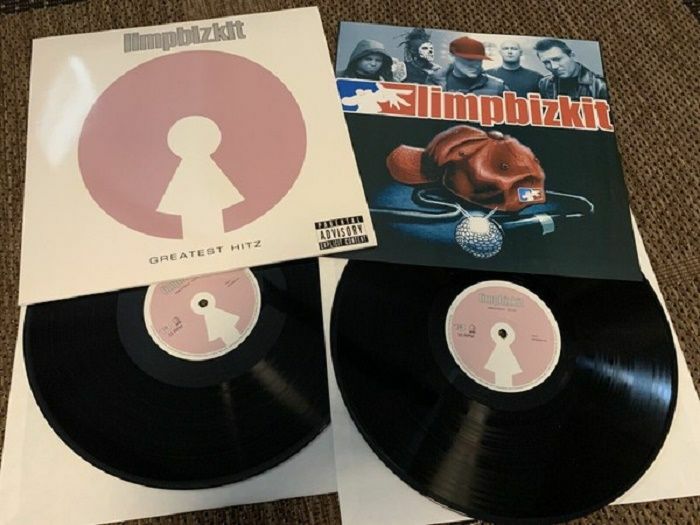 limpbizkit
GREATEST HITZ
PARENTAL
ADVISORY
EXPLICIT CONTENT
limpbizkit
limpbizkit
limpbizkit